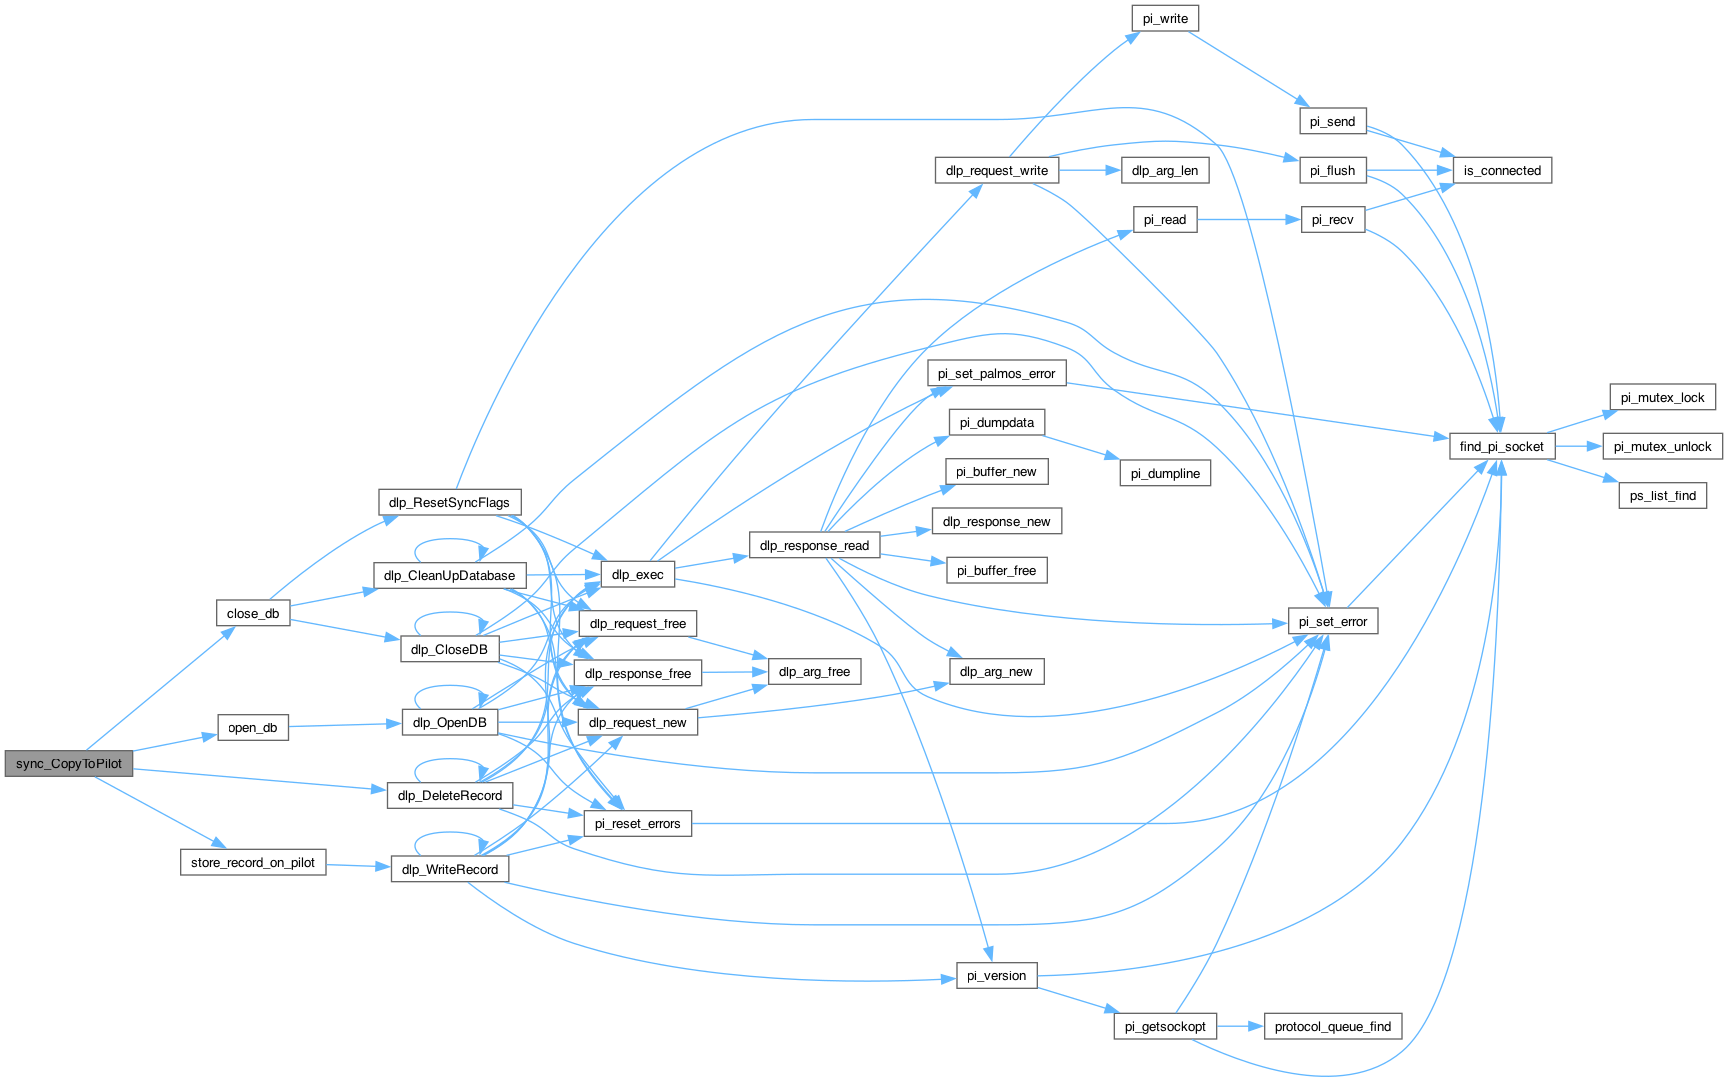 pi_write
pi_send
dlp_request_write
dlp_arg_len
pi_flush
is_connected
pi_read
pi_recv
pi_set_palmos_error
pi_mutex_lock
pi_dumpdata
find_pi_socket
pi_mutex_unlock
pi_buffer_new
pi_dumpline
ps_list_find
dlp_ResetSyncFlags
dlp_response_new
dlp_response_read
pi_buffer_free
dlp_CleanUpDatabase
dlp_exec
close_db
dlp_request_free
pi_set_error
dlp_CloseDB
dlp_response_free
dlp_arg_free
dlp_arg_new
open_db
dlp_OpenDB
dlp_request_new
sync_CopyToPilot
dlp_DeleteRecord
pi_reset_errors
store_record_on_pilot
dlp_WriteRecord
pi_version
pi_getsockopt
protocol_queue_find